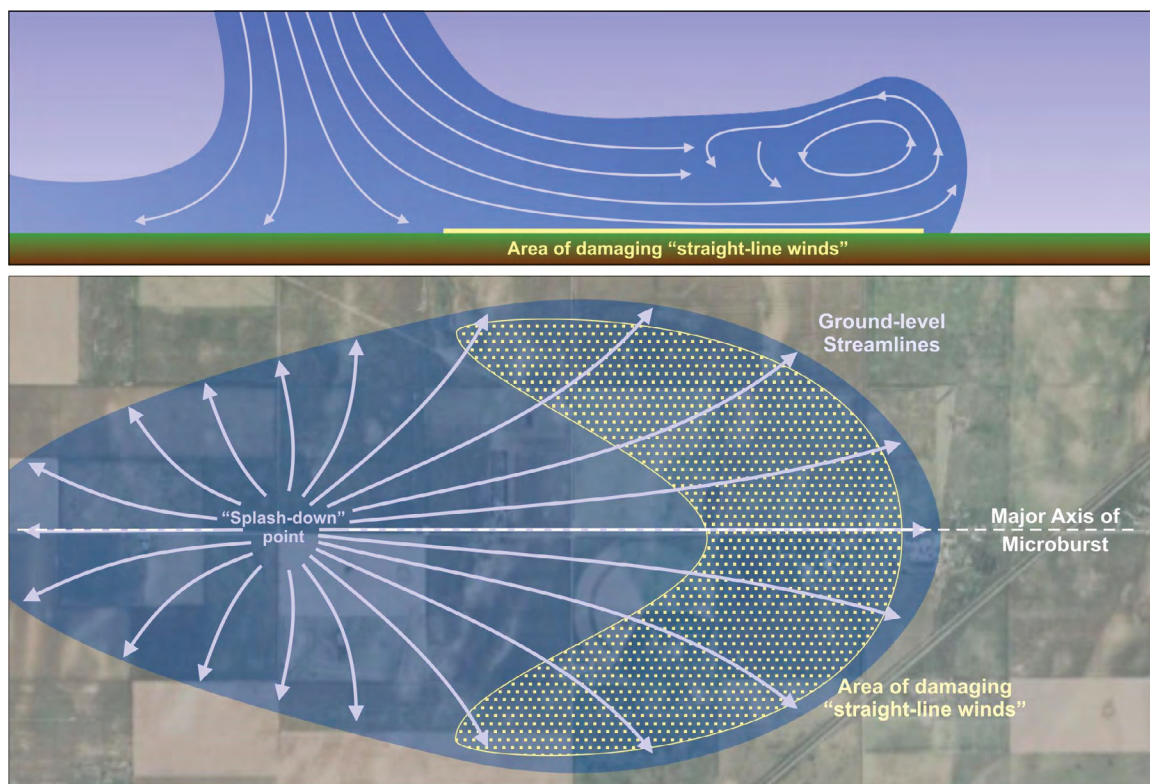 Area of damaging “straight-line winds”
Ground-level
Streamlines
“Splash-down”
point
Major Axis of
Microburst
Area of damaging
“straight-line winds”